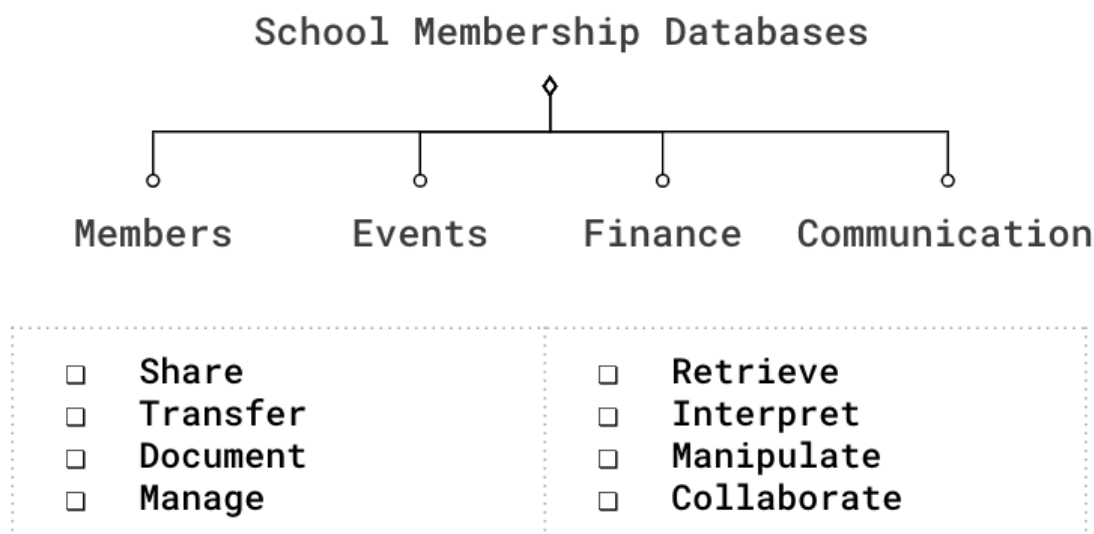 School Membership Databases
Members Events Finance Communication
Share
Transfer
Document
Manage
Retrieve
Interpret
Manipulate
Collaborate